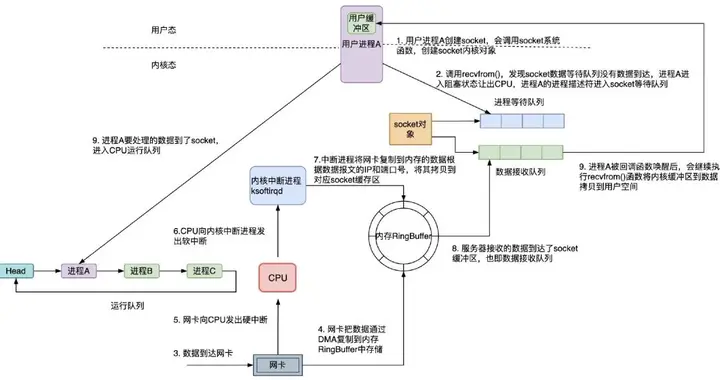 用户态
用户缓
冲区
用户进程A
1. 用户进程A创建socket，会调用socket系统
函数，创建socket内核对象
内核态
2. 调用recvfrom()，发现socket数据等待队列没有数据到达，进程A进
入阻塞状态让出CPU，进程A的进程描述符进入socket等待队列
进程等待队列
socket对
象
9. 进程A要处理的数据到了socket，
进入CPU运行队列
7.中断进程将网卡复制到内存的数据根
据数据报文的IP和端口号，将其拷贝到
对应socket缓存区
数据接收队列
9. 进程A被回调函数唤醒后，会继续执
行recvfrom()函数将内核缓冲区到数据
拷贝到用户空间
内核中断进程
ksoftirqd
内存RingBuffer
6.CPU向内核中断进程
发出软中断
8. 服务器接收的数据到达了socket
缓冲区，也即数据接收队列
Head
进程A
进程B
进程C
CPU
运行队列
5. 网卡向CPU发出硬中断
4. 网卡把数据通过
DMA复制到内存
RingBuffer中存储
3. 数据到达网卡
网卡